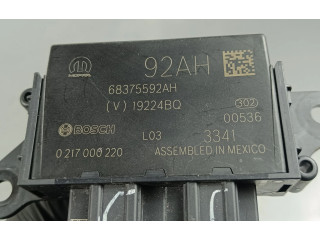 MOPAR
92AH
68375592AH
(V) 19224BQ
302
00536
BOSCH
L03
3341
0 217 000 220
ASSEMBLED IN MEXICO